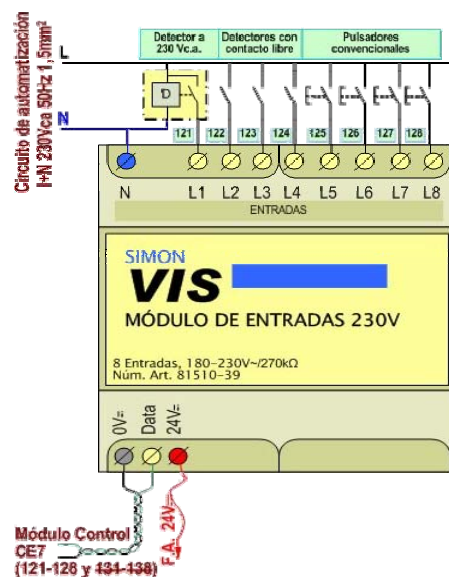 Detector a
230 Vc.a.
Detectores con
contacto libre
Pulsadores
convencionales
Circuito de automatización
I+N 230Vca 50Hz 1,5mm²
L
N
121
122
123
124
125
126
127
128
N
L1
L2
L3
L4
L5
L6
L7
L8
ENTRADAS
SIMON
VIS
MÓDULO DE ENTRADAS 230V
8 Entradas, 180-230V~/270kΩ
Núm. Art. 81510-39
0V=
Data
24V=
F.A. 24V=
Módulo Control
CE7
(121-128 y 131-138)